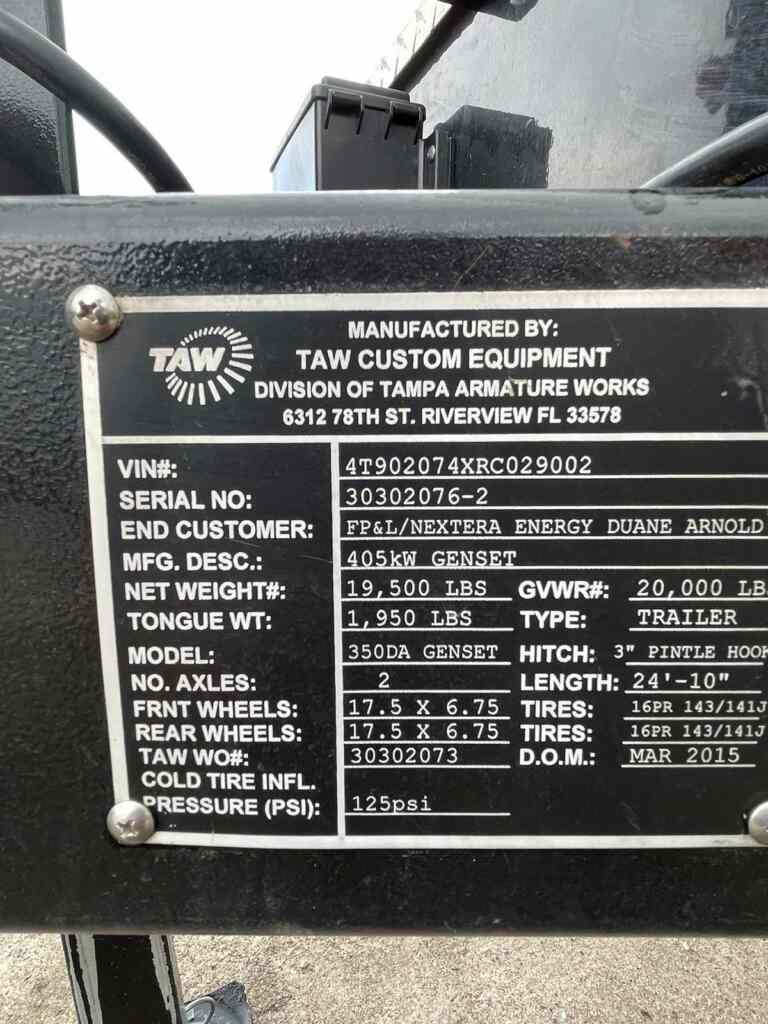 MANUFACTURED BY:
TAW
TAW CUSTOM EQUIPMENT
DIVISION OF TAMPA ARMATURE WORKS
6312 78TH ST. RIVERVIEW FL 33578
VIN#: 4T902074XRC029002
SERIAL NO: 30302076-2
END CUSTOMER: FP&L/NEXTERA ENERGY DUANE ARNOLD
MFG. DESC.: 405kW GENSET
NET WEIGHT#: 19,500 LBS GVWR#: 20,000 LB
TONGUE WT: 1,950 LBS TYPE: TRAILER
MODEL: 350DA GENSET HITCH: 3" PINTLE HOOK
NO. AXLES: 2 LENGTH: 24'-10"
FRNT WHEELS: 17.5 X 6.75 TIRES: 16PR 143/141J
REAR WHEELS: 17.5 X 6.75 TIRES: 16PR 143/141J
TAW WO#: 30302073 D.O.M.: MAR 2015
COLD TIRE INFL.
PRESSURE (PSI): 125psi